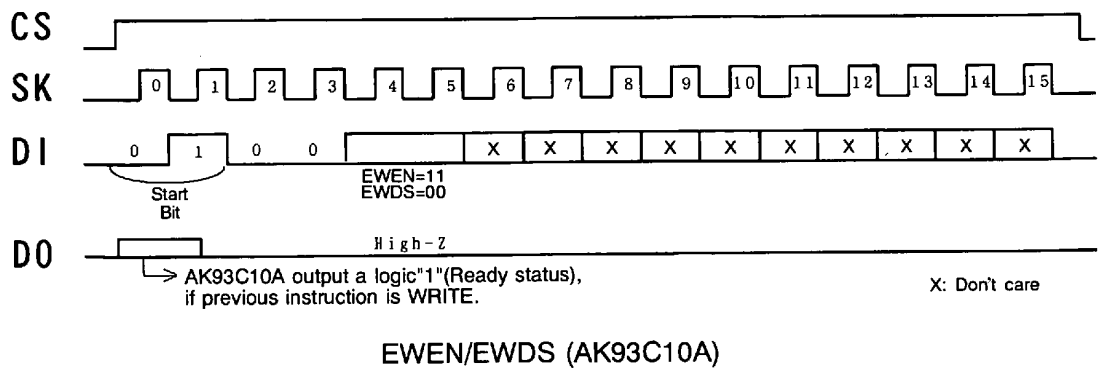 CS
SK 0 1 2 3 4 5 6 7 8 9 10 11 12 13 14 15
DI 0 1 0 0 X X X X X X X X X X
Start
Bit
EWEN=11
EWDS=00
DO High-Z
AK93C10A output a logic"1"(Ready status),
if previous instruction is WRITE.
X: Don't care
EWEN/EWDS (AK93C10A)